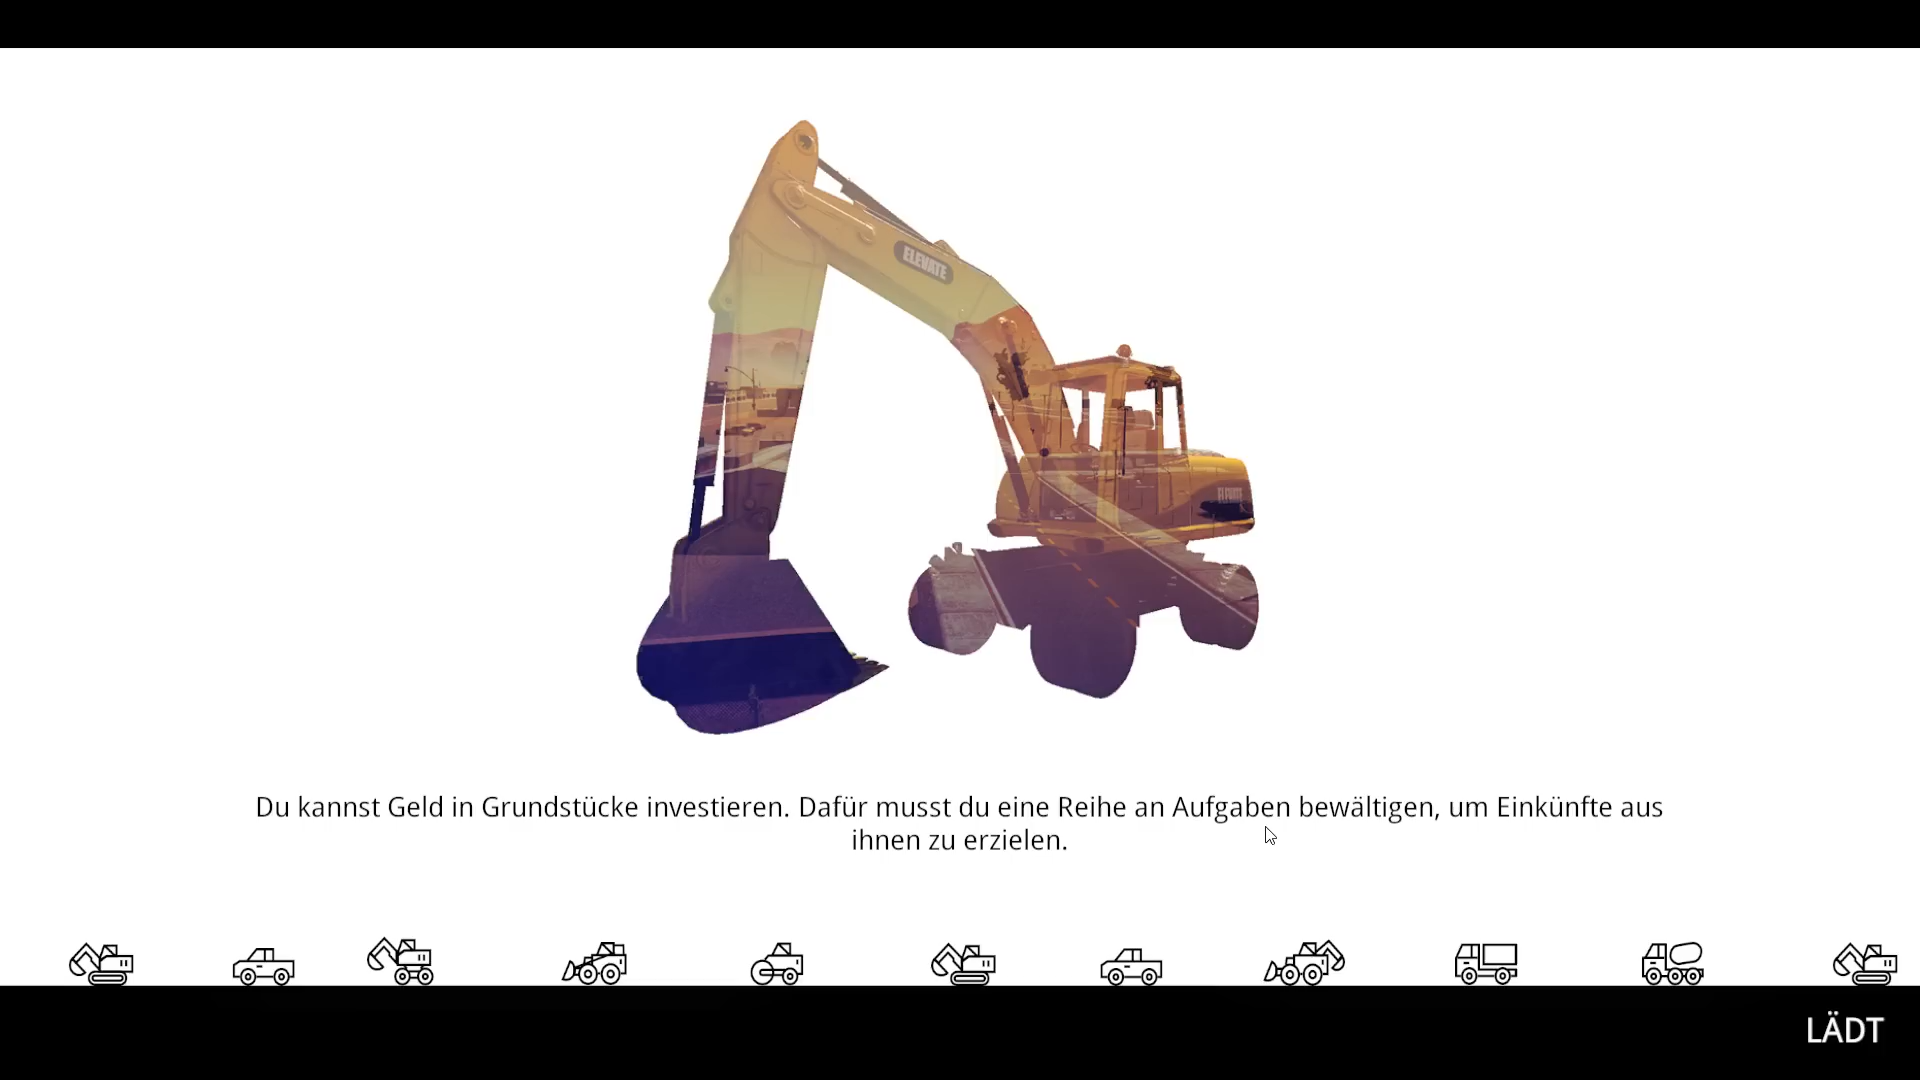 ELEVATE
ELEVATE
Du kannst Geld in Grundstücke investieren. Dafür musst du eine Reihe an Aufgaben bewältigen, um Einkünfte aus
ihnen zu erzielen.
LÄDT